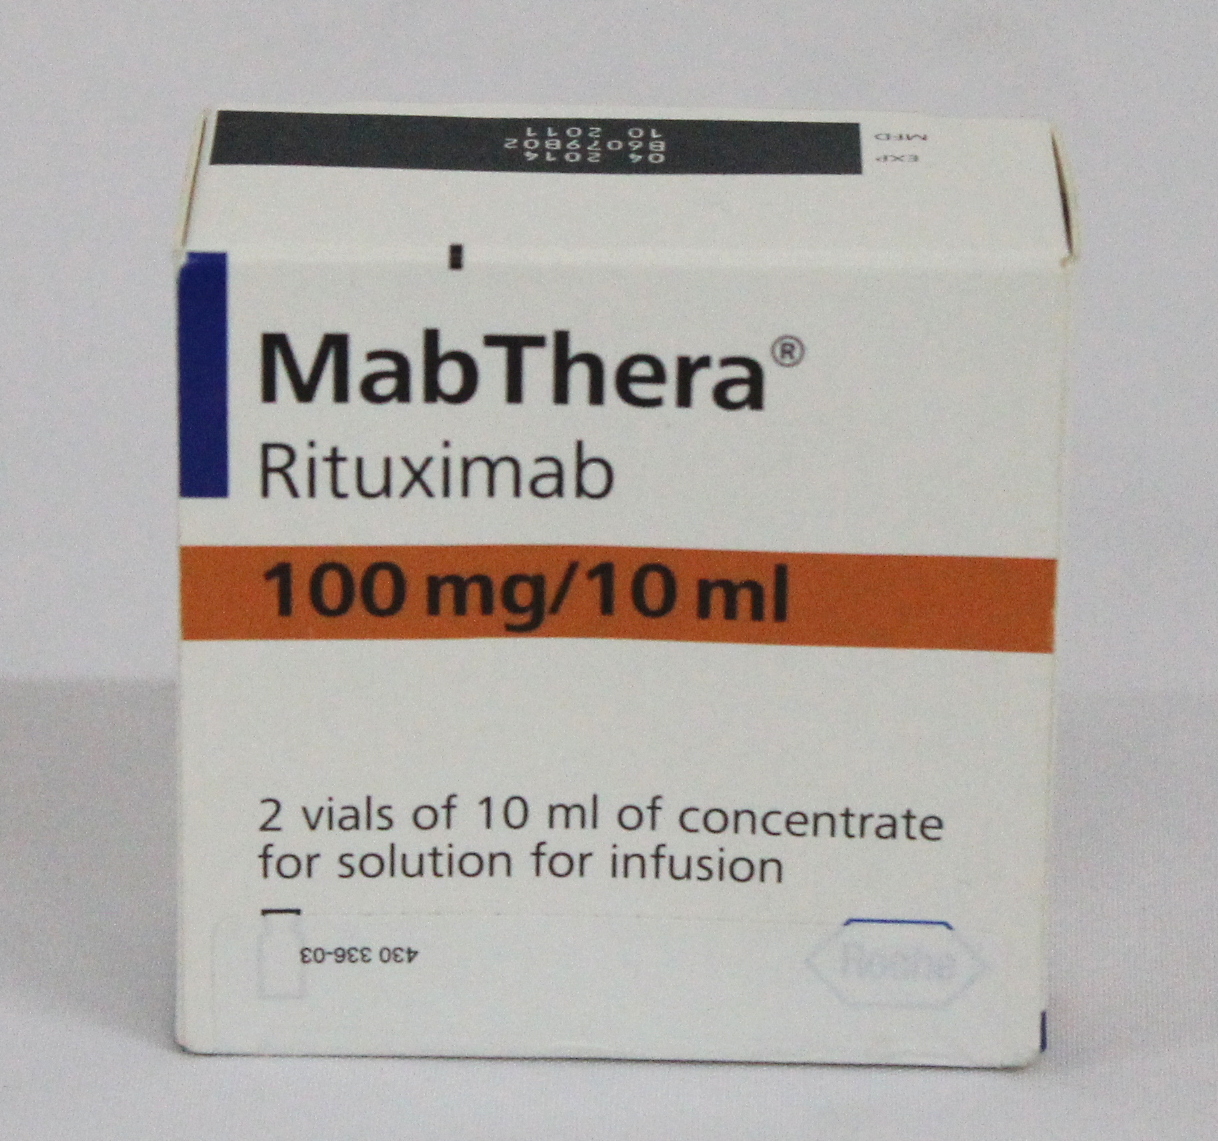 MFD 10 2011
B6079B02
EXP 04 2014
MabThera®
Rituximab
100 mg/10 ml
2 vials of 10 ml of concentrate
for solution for infusion
430 336-03
Roche